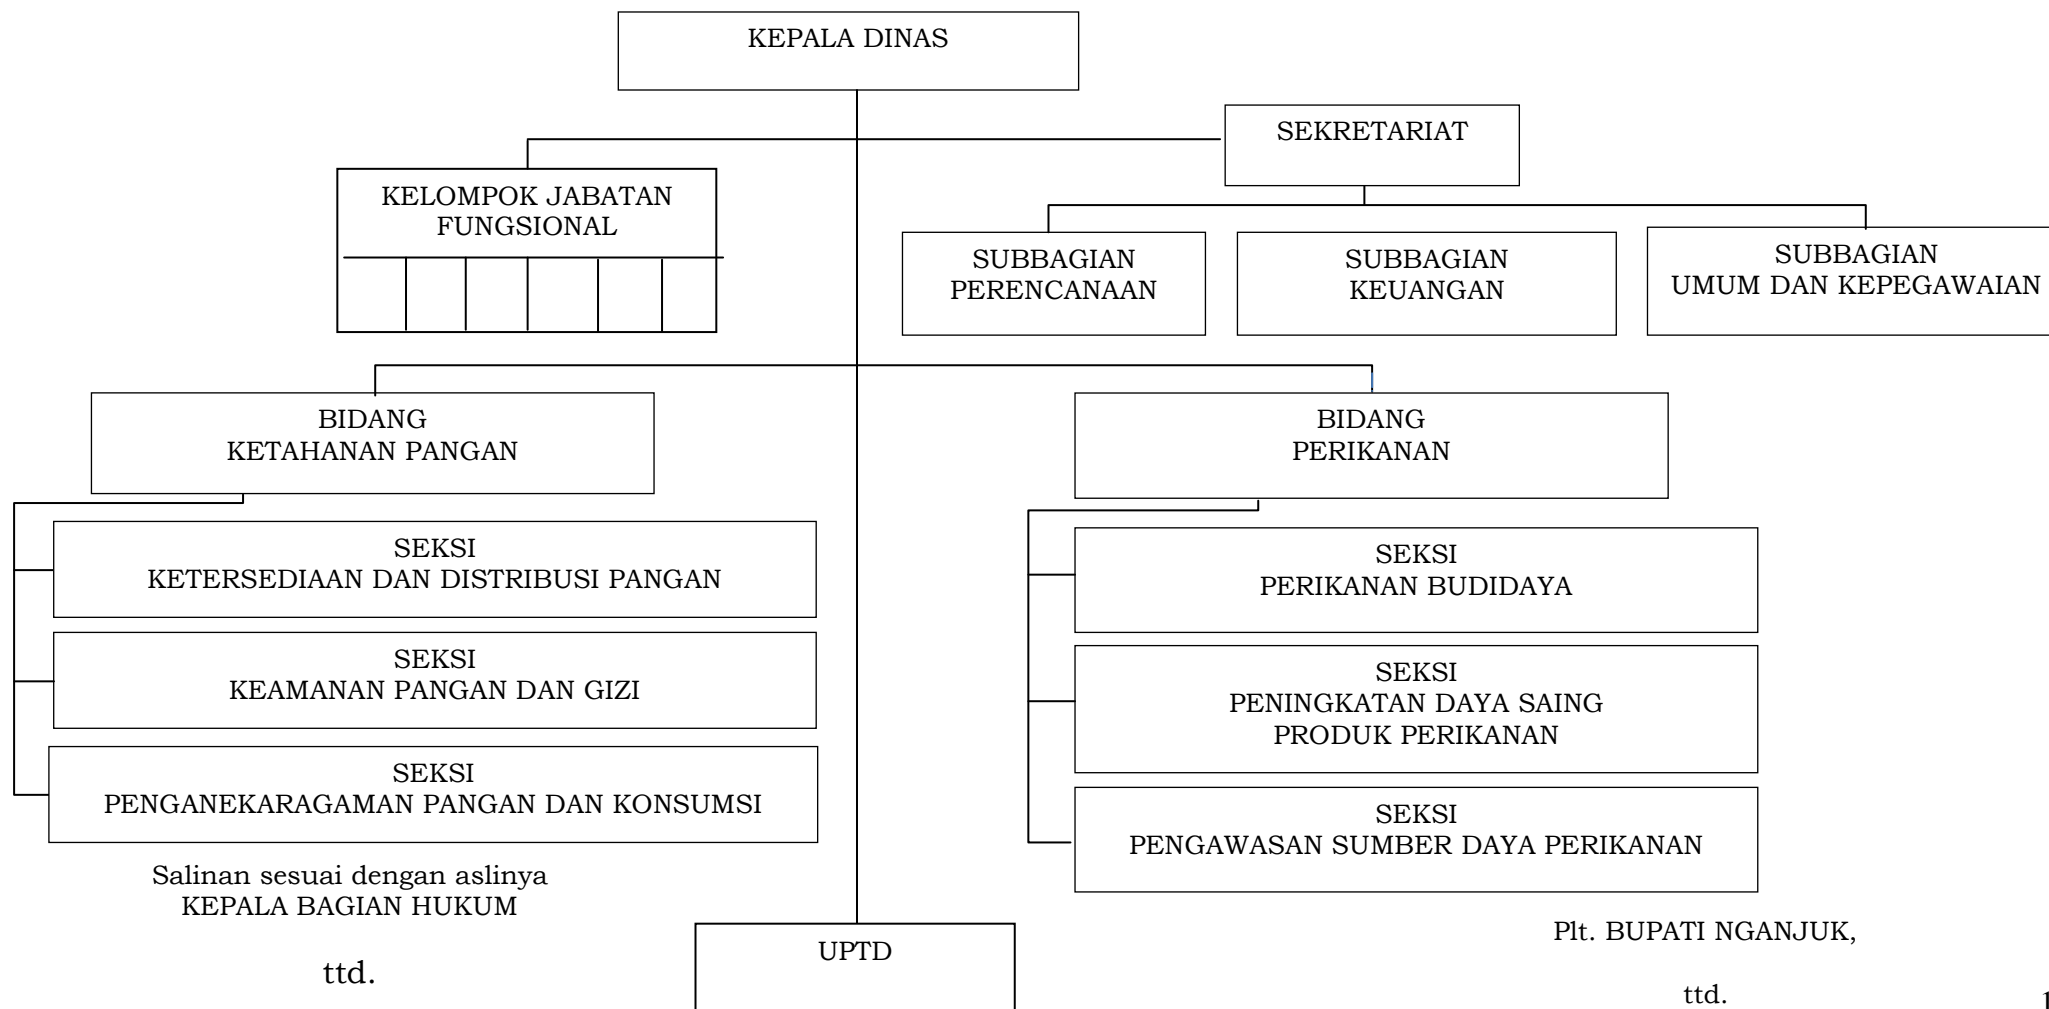 KEPALA DINAS
SEKRETARIAT
KELOMPOK JABATAN
FUNGSIONAL
SUBBAGIAN
PERENCANAAN
SUBBAGIAN
KEUANGAN
SUBBAGIAN
UMUM DAN KEPEGAWAIAN
BIDANG
KETAHANAN PANGAN
BIDANG
PERIKANAN
SEKSI
KETERSEDIAAN DAN DISTRIBUSI PANGAN
SEKSI
KEAMANAN PANGAN DAN GIZI
SEKSI
PENGANEKARAGAMAN PANGAN DAN KONSUMSI
SEKSI
PERIKANAN BUDIDAYA
SEKSI
PENINGKATAN DAYA SAING
PRODUK PERIKANAN
SEKSI
PENGAWASAN SUMBER DAYA PERIKANAN
Salinan sesuai dengan aslinya
KEPALA BAGIAN HUKUM
ttd.
UPTD
Plt. BUPATI NGANJUK,
ttd.